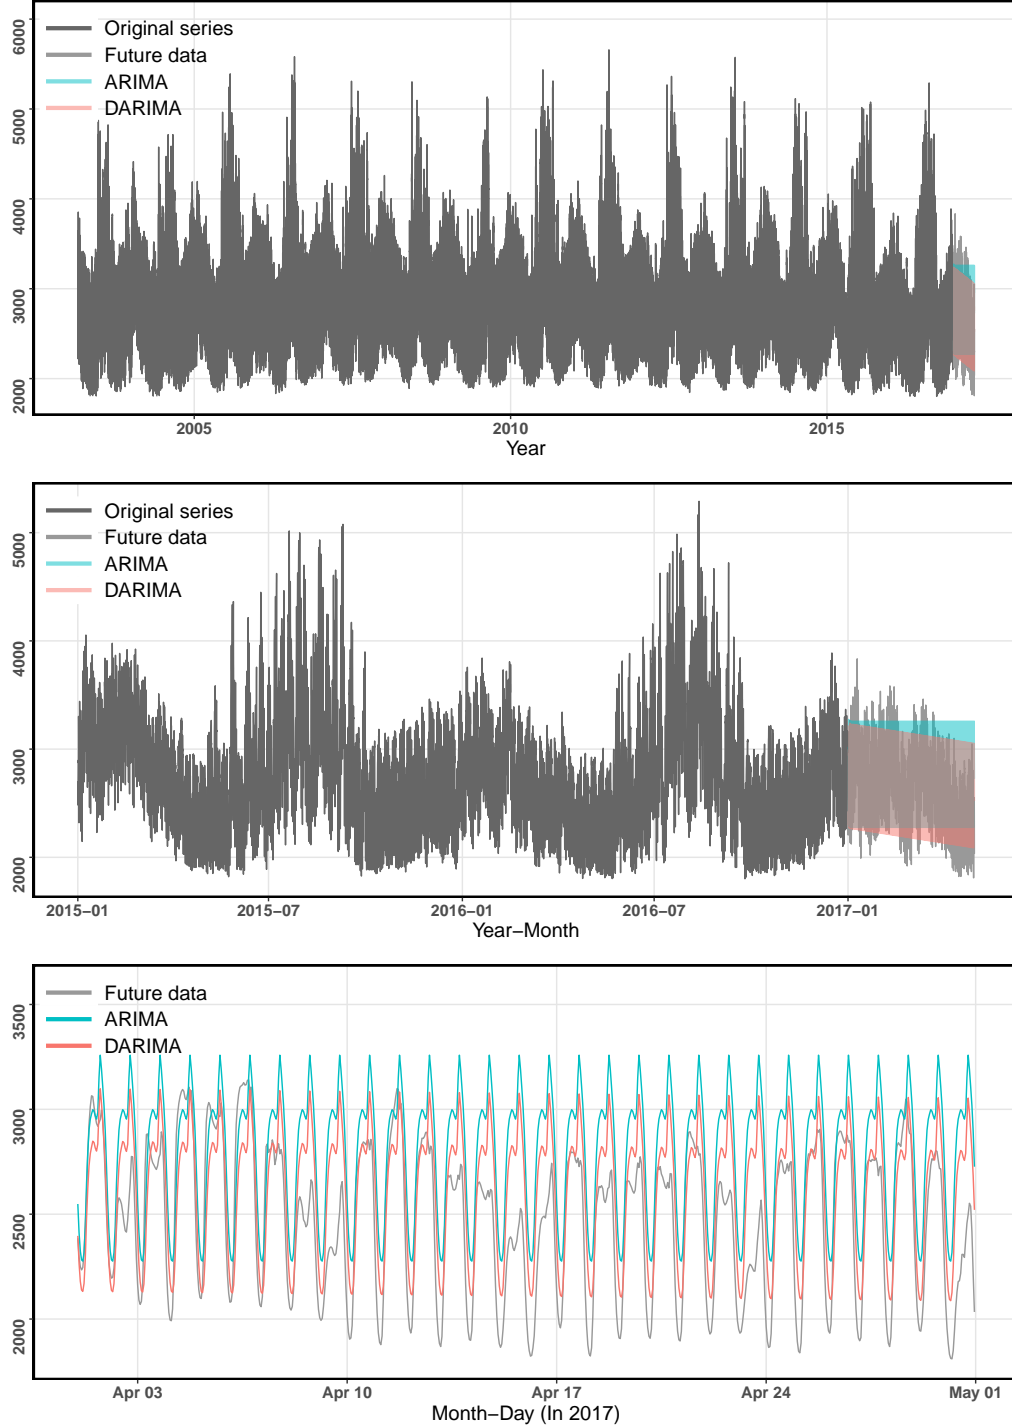 Original series
Future data
ARIMA
DARIMA
6000
5000
4000
3000
2000
2005
2010
2015
Year
Original series
Future data
ARIMA
DARIMA
5000
4000
3000
2000
2015−01
2015−07
2016−01
2016−07
2017−01
Year−Month
Future data
ARIMA
DARIMA
3500
3000
2500
2000
Apr 03
Apr 10
Apr 17
Apr 24
May 01
Month−Day (In 2017)